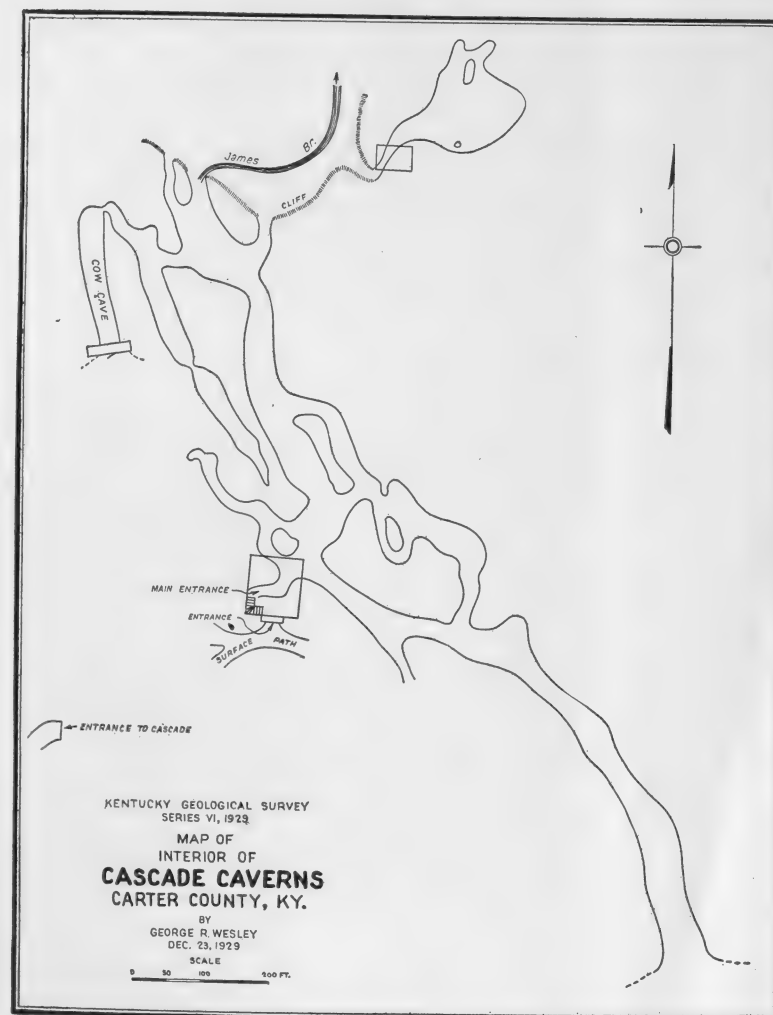 James Br.
CLIFF
COW CAVE
MAIN ENTRANCE
ENTRANCE
SURFACE PATH
ENTRANCE TO CASCADE
KENTUCKY GEOLOGICAL SURVEY
SERIES VI, 1929
MAP OF
INTERIOR OF
CASCADE CAVERNS
CARTER COUNTY, KY.
BY
GEORGE R. WESLEY
DEC. 23, 1929
SCALE
0 50 100 200 FT.